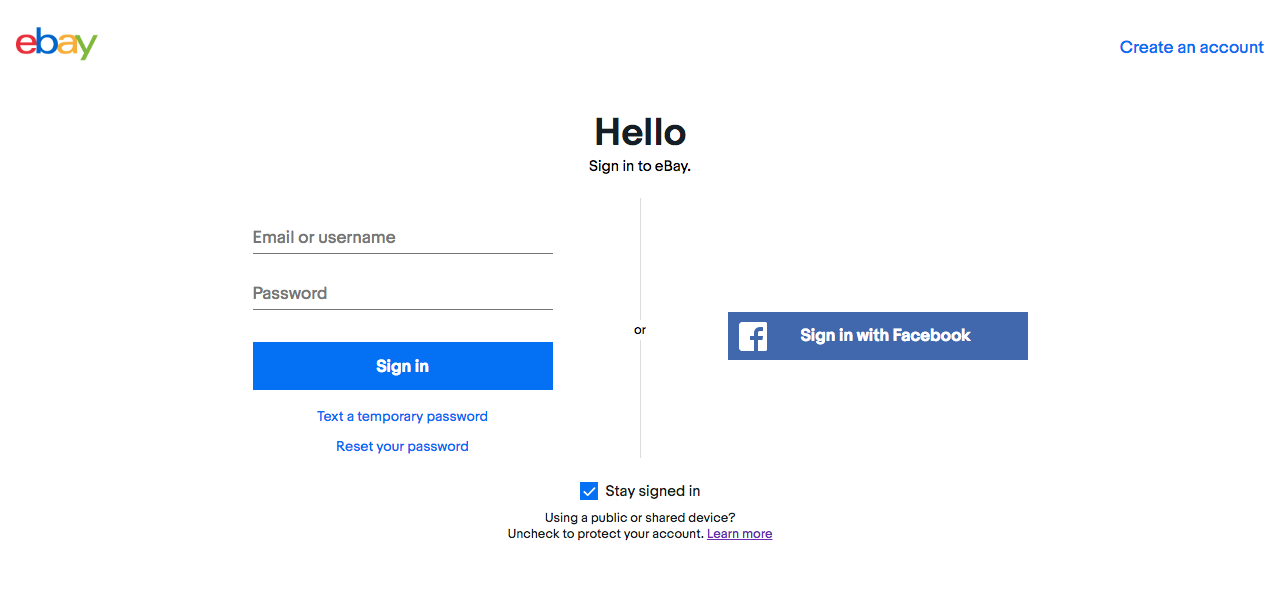 ebay
Create an account
Hello
Sign in to eBay.
Email or username
Password
Sign in
Text a temporary password
Reset your password
or
Sign in with Facebook
Stay signed in
Using a public or shared device?
Uncheck to protect your account. Learn more